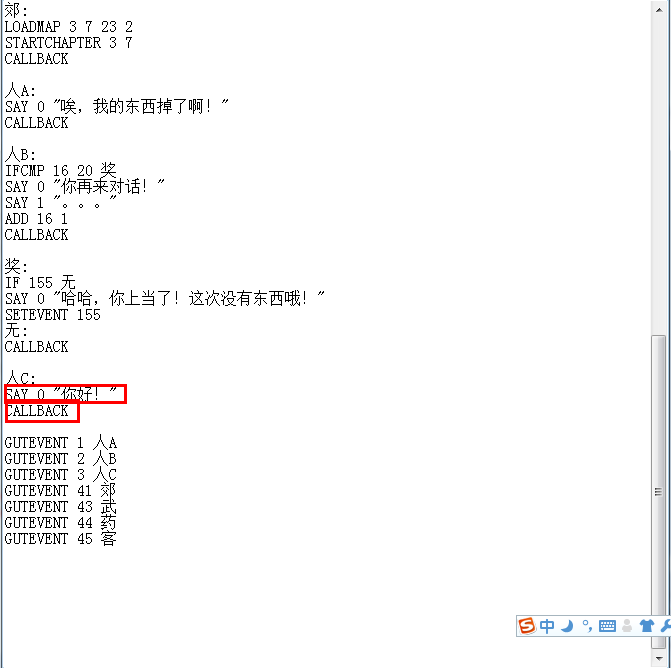 郊:
LOADMAP 3 7 23 2
STARTCHAPTER 3 7
CALLBACK
人A:
SAY 0 "唉，我的东西掉了啊！"
CALLBACK
人B:
IFCMP 16 20 奖
SAY 0 "你再来对话！"
SAY 1 "。。。"
ADD 16 1
CALLBACK
奖:
IF 155 无
SAY 0 "哈哈，你上当了！这次没有东西哦！"
SETEVENT 155
无:
CALLBACK
人C:
SAY 0 "你好！"
CALLBACK
GUTEVENT 1 人A
GUTEVENT 2 人B
GUTEVENT 3 人C
GUTEVENT 41 郊
GUTEVENT 43 武
GUTEVENT 44 药
GUTEVENT 45 客
S 中